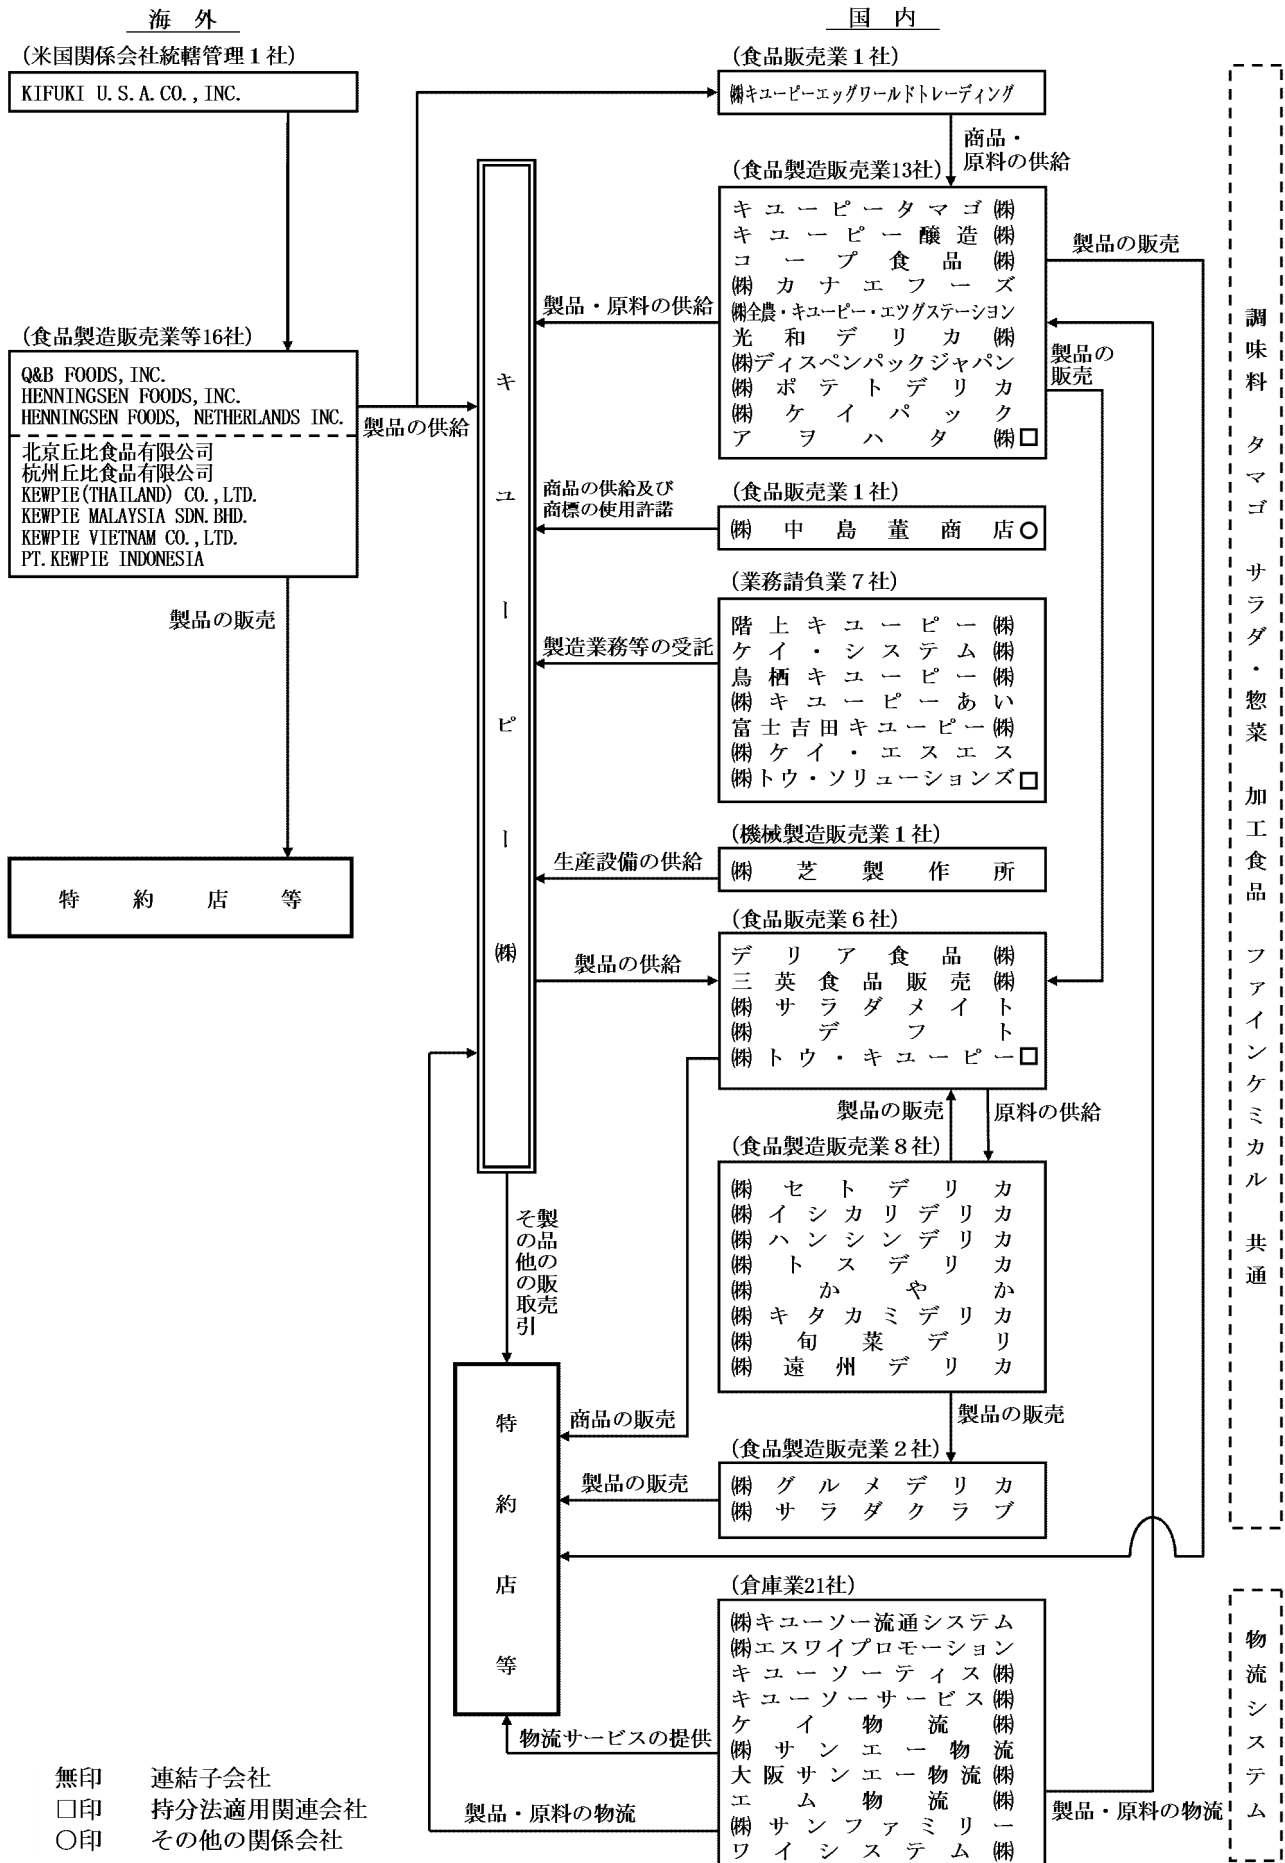 海外
(米国関係会社統轄管理1社)
KIFUKI U.S.A.CO.,INC.
(食品製造販売業等16社)
Q&B FOODS,INC.
HENNINGSEN FOODS,INC.
HENNINGSEN FOODS, NETHERLANDS INC.
北京丘比食品有限公司
杭州丘比食品有限公司
KEWPIE(THAILAND) CO.,LTD.
KEWPIE MALAYSIA SDN.BHD.
KEWPIE VIETNAM CO.,LTD.
PT.KEWPIE INDONESIA
製品の供給
製品の販売
特約店等
キユーピー㈱
国内
(食品販売業1社)
㈱キユーピーエッグワールドトレーディング
商品・
原料の供給
(食品製造販売業13社)
キユーピータマゴ㈱
キユーピー醸造㈱
コープ食品㈱
㈱カナエフーズ
㈱全農・キユーピー・エツグステーション
光和デリカ㈱
㈱ディスペンパックジャパン
㈱ポテトデリカ
㈱ケイパック
アヲハタ㈱□
製品・原料の供給
製品の販売
製品の
販売
(食品販売業1社)
㈱中島董商店○
商品の供給及び
商標の使用許諾
(業務請負業7社)
階上キユーピー㈱
ケイ・システム㈱
鳥栖キユーピー㈱
㈱キユーピーあい
富士吉田キユーピー㈱
㈱ケイ・エスエス
㈱トウ・ソリューションズ□
製造業務等の受託
(機械製造販売業1社)
㈱芝製作所
生産設備の供給
(食品販売業6社)
デリア食品㈱
三英食品販売㈱
㈱サラダメイト
㈱デフト
㈱トウ・キユーピー□
製品の供給
製品の販売
原料の供給
(食品製造販売業8社)
㈱セトデリカ
㈱イシカリデリカ
㈱ハンシンデリカ
㈱トスデリカ
㈱かやか
㈱キタカミデリカ
㈱旬菜デリ
㈱遠州デリカ
製品の販売
その他の取引
特約店等
商品の販売
製品の販売
(食品製造販売業2社)
㈱グルメデリカ
㈱サラダクラブ
製品の販売
(倉庫業21社)
㈱キユーソー流通システム
㈱エスワイプロモーション
キユーソーティス㈱
キユーソーサービス㈱
ケイ物流㈱
㈱サンエー物流
大阪サンエー物流㈱
エム物流㈱
㈱サンファミリー
ワイシステム㈱
物流サービスの提供
製品・原料の物流
製品・原料の物流
調味料 タマゴ サラダ・惣菜 加工食品 ファインケミカル 共通
物流システム
無印 連結子会社
□印 持分法適用関連会社
○印 その他の関係会社